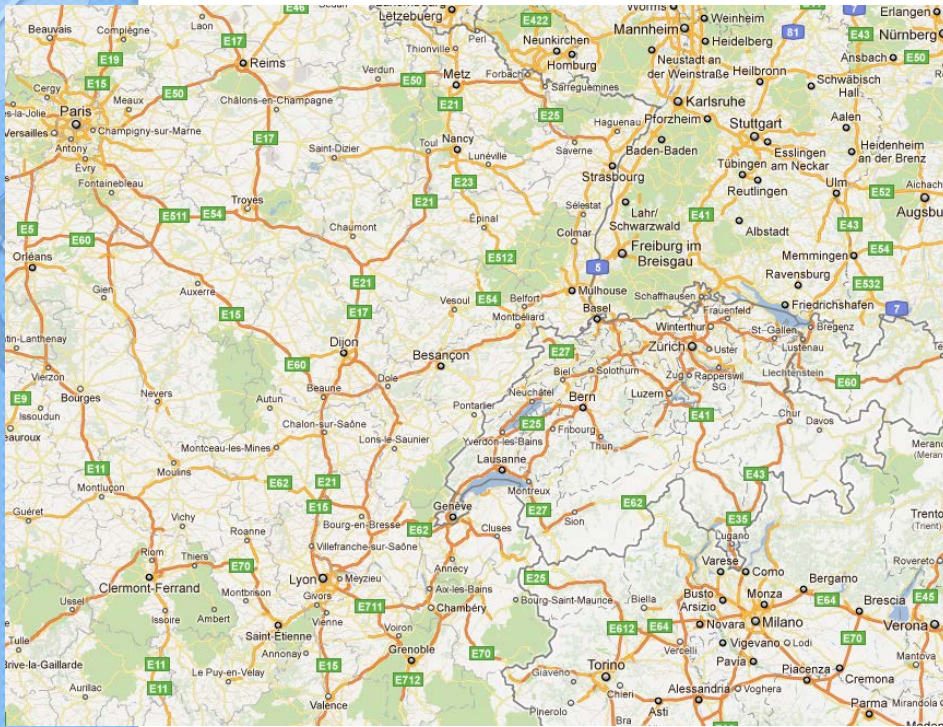 E46
Laon
Luxembourg
Lëtzebuerg
E422
Worms
Weinheim
7
Erlangen
Beauvais
Compiègne
E17
Thionville
Perl
Neunkirchen
Mannheim
Heidelberg
81
E43
Nürnberg
E19
Reims
Verdun
E50
Metz
Forbach
Homburg
Neustadt an
der Weinstraße
Heilbronn
Ansbach
E50
E15
Cergy
Meaux
E50
Châlons-en-Champagne
Sarreguemines
Schwäbisch
Hall
Paris
E21
E25
Karlsruhe
Versailles
Champigny-sur-Marne
E17
Haguenau
Pforzheim
Stuttgart
Aalen
Antony
Évry
Saint-Dizier
Toul
Nancy
Lunéville
Saverne
Baden-Baden
Esslingen
am Neckar
Heidenheim
an der Brenz
Fontainebleau
E23
Strasbourg
Tübingen
Reutlingen
Ulm
E52
Aichach
Troyes
E21
Sélestat
Lahr/
Schwarzwald
E41
E43
E5
E511
E54
Épinal
Albstadt
E60
Chaumont
Colmar
E512
Freiburg im
Breisgau
Memmingen
E54
Orléans
E21
5
Ravensburg
E532
Gien
Auxerre
Vesoul
E54
Belfort
Mulhouse
Schaffhausen
Friedrichshafen
7
E15
E17
Montbéliard
Basel
Frauenfeld
Bregenz
Winterthur
St-Gallen
Dijon
Besançon
E27
Zürich
Uster
Lustenau
E60
Vierzon
Dole
Biel
Solothurn
Zug
Rapperswil
SG
Liechtenstein
E60
E9
Bourges
Nevers
Beaune
Neuchâtel
Bern
Luzern
Issoudun
Autun
Pontarlier
E41
Chur
Davos
Chalon-sur-Saône
E25
Fribourg
Montceau-les-Mines
Lons-le-Saunier
Yverdon-les-Bains
Thun
E11
Moulins
Lausanne
E43
Montluçon
E62
E21
Montreux
E62
Guéret
Vichy
E15
Bourg-en-Bresse
Genève
E27
Sion
E35
Trento
(Trient)
Roanne
E62
Cluses
Lugano
Riom
Thiers
Villefranche-sur-Saône
Rovereto
E70
Annecy
E25
Varese
Como
Clermont-Ferrand
Lyon
Meyzieu
Bergamo
Montbrison
Aix-les-Bains
Bourg-Saint-Maurice
Busto
Arsizio
Monza
E64
Brescia
E45
Ussel
Issoire
Ambert
Givors
E711
Chambéry
Biella
Saint-Étienne
Vienne
E612
E64
Novara
Milano
Verona
Tulle
Annonay
Voiron
Vercelli
Vigevano
Lodi
E70
Brive-la-Gaillarde
E11
Le Puy-en-Velay
E15
Grenoble
E70
Giaveno
Torino
Pavia
Piacenza
Cremona
Mantova
Aurillac
E11
E712
Chieri
Alessandria
Voghera
Mirandola
Valence
Pinerolo
Bra
Asti
Parma